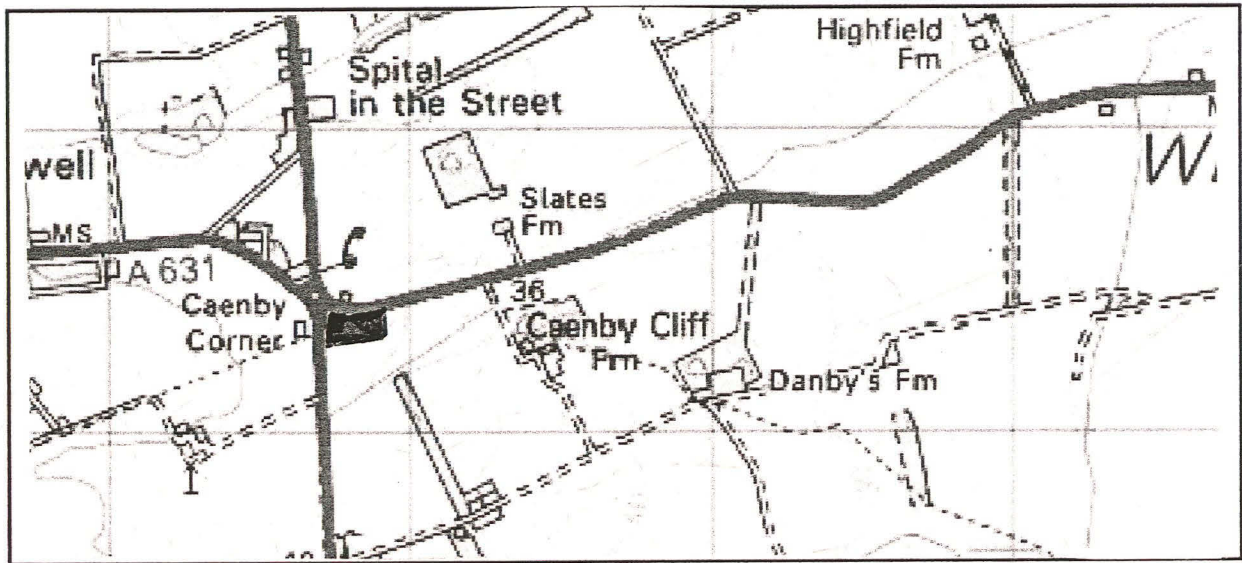 Highfield
Fm
Spital
in the Street
well
Slates
Fm
MS
A 631
36
Caenby
Corner
Caenby Cliff
Fm
Danby's Fm